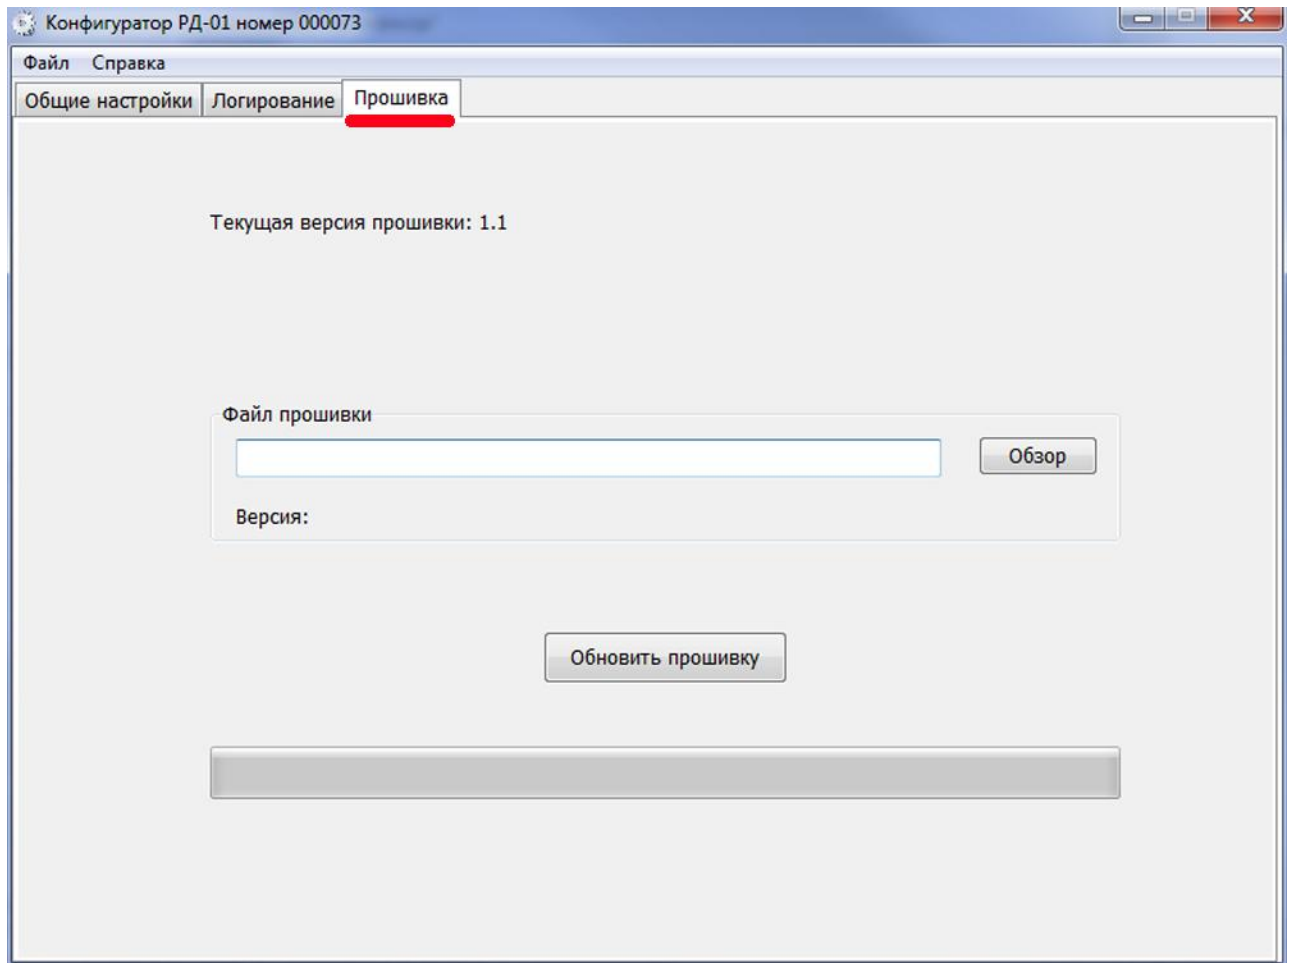 Конфигуратор РД-01 номер 000073
Файл Справка
Общие настройки Логирование Прошивка
Текущая версия прошивки: 1.1
Файл прошивки
Обзор
Версия:
Обновить прошивку